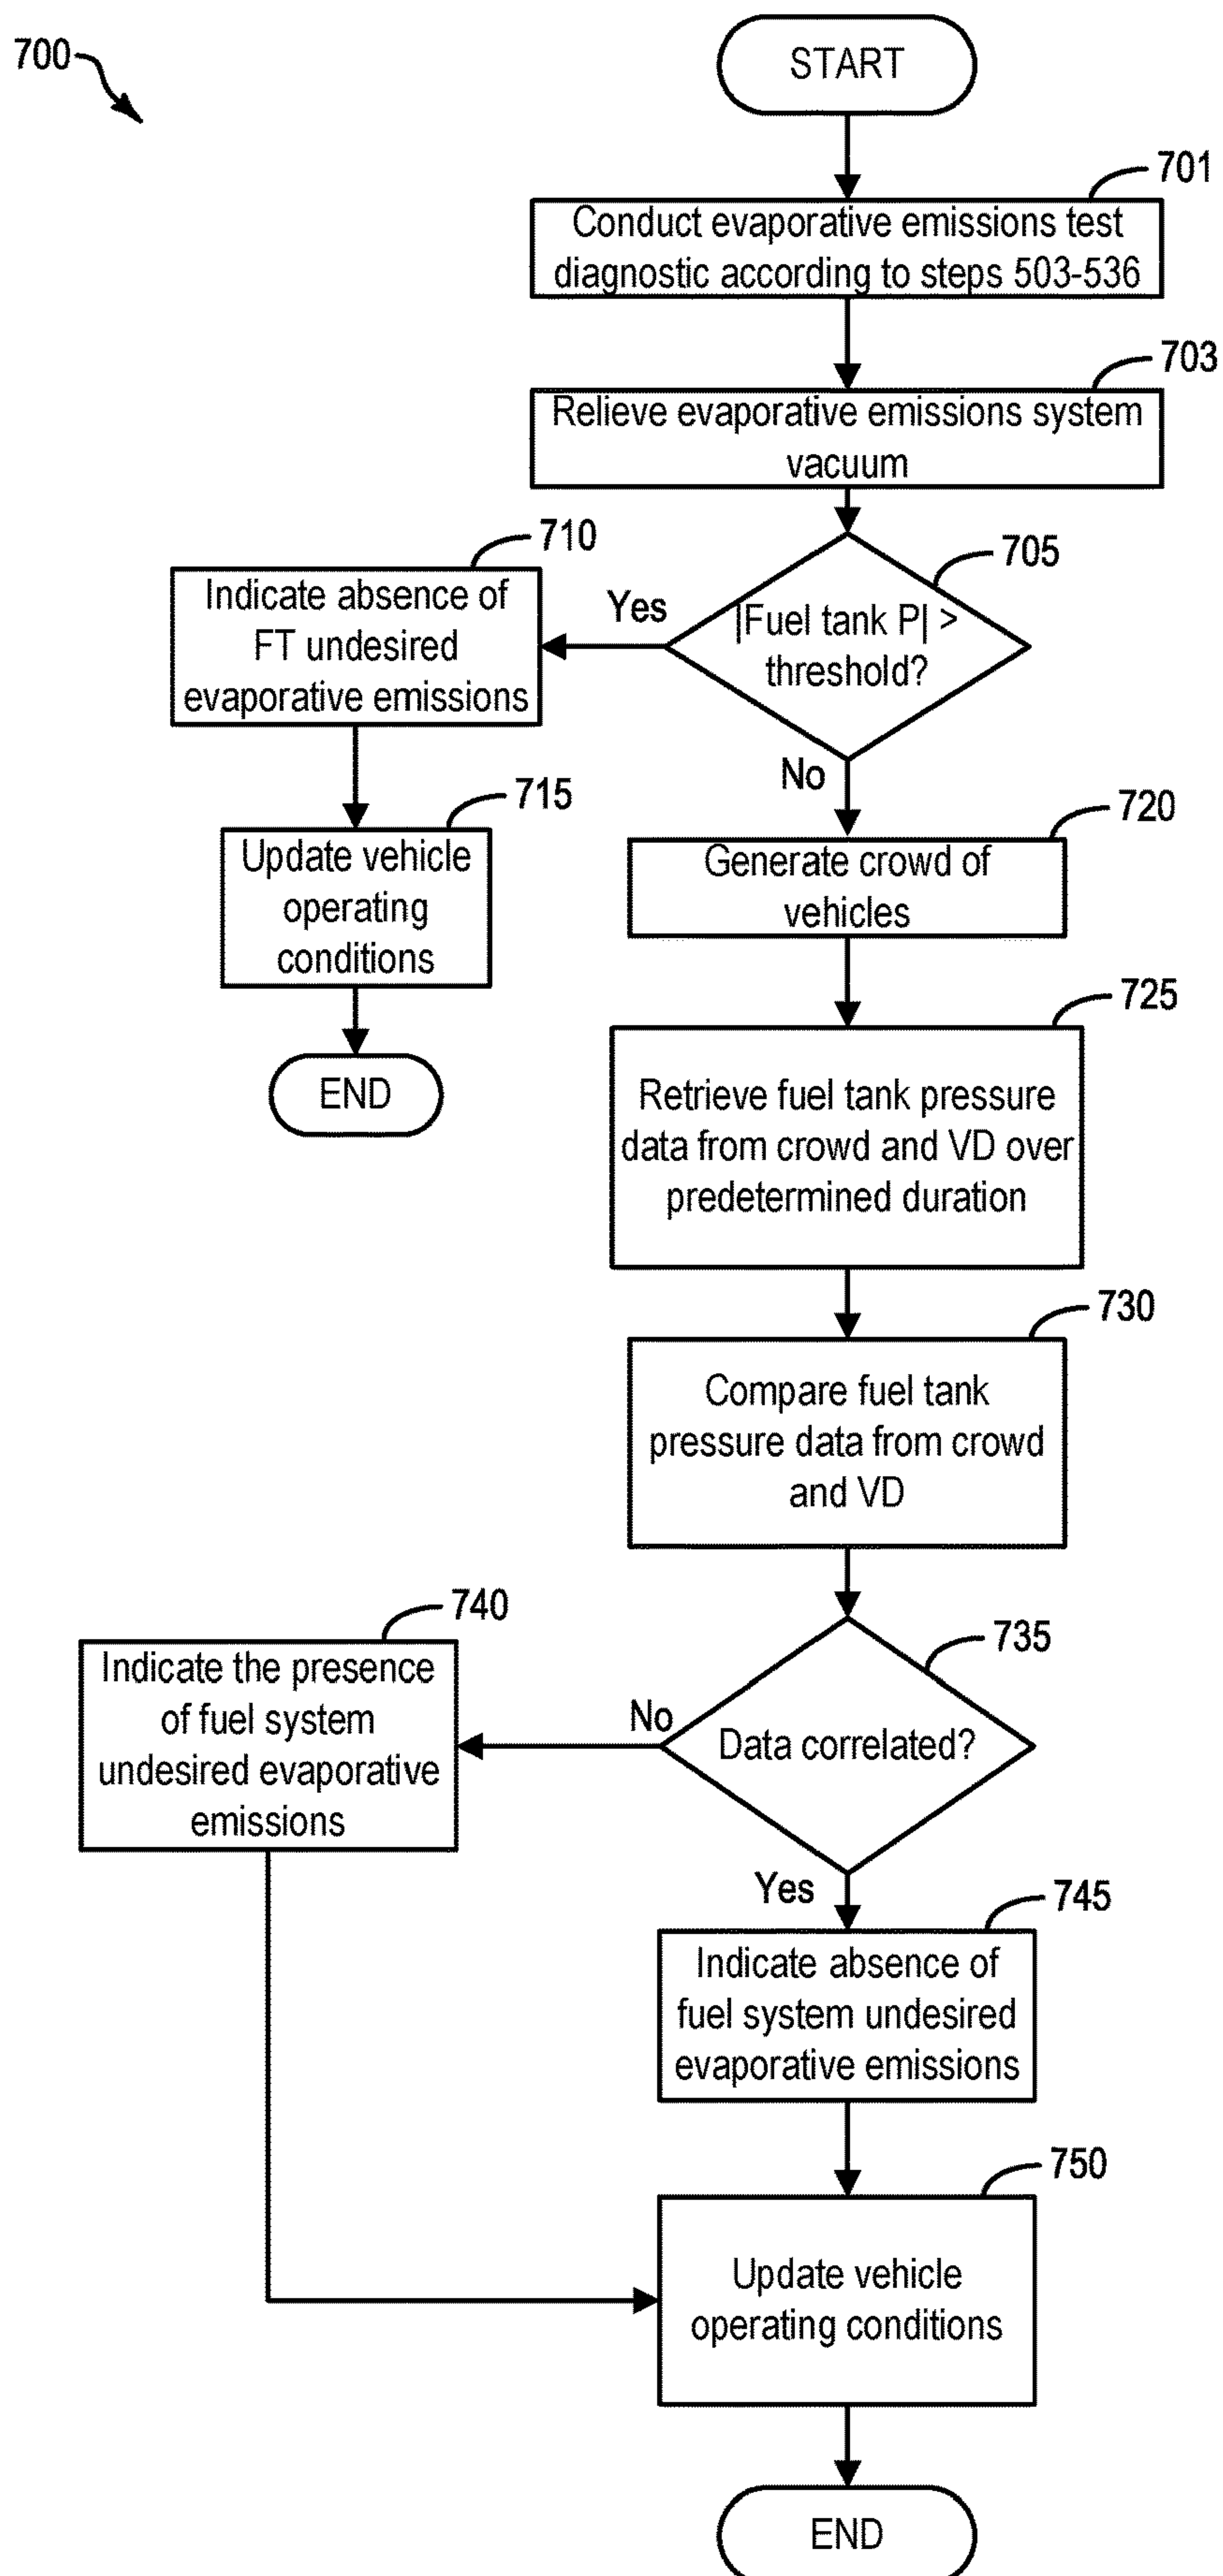 700
START
701
Conduct evaporative emissions test
diagnostic according to steps 503-536
703
Relieve evaporative emissions system
vacuum
705
|Fuel tank P| >
threshold?
Yes
710
Indicate absence of
FT undesired
evaporative emissions
715
Update vehicle
operating
conditions
END
No
720
Generate crowd of
vehicles
725
Retrieve fuel tank pressure
data from crowd and VD over
predetermined duration
730
Compare fuel tank
pressure data from crowd
and VD
735
Data correlated?
No
740
Indicate the presence
of fuel system
undesired evaporative
emissions
Yes
745
Indicate absence of
fuel system undesired
evaporative emissions
750
Update vehicle
operating conditions
END